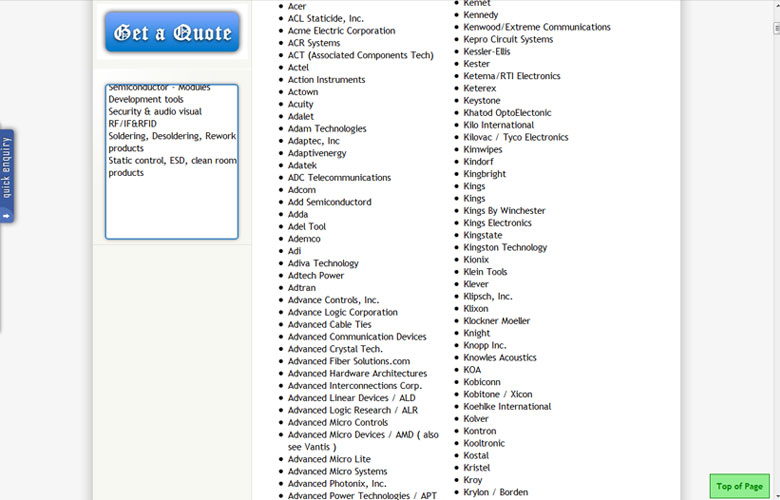 Get a Quote
Semiconductor - Modules
Development tools
Security & audio visual
RF/IF&RFID
Soldering, Desoldering, Rework
products
Static control, ESD, clean room
products
quick enquiry
Acer
ACL Staticide, Inc.
Acme Electric Corporation
ACR Systems
ACT (Associated Components Tech)
Actel
Action Instruments
Actown
Acuity
Adalet
Adam Technologies
Adaptec, Inc
Adaptivenergy
Adatek
ADC Telecommunications
Adcom
Add Semiconductord
Adda
Adel Tool
Ademco
Adi
Adiva Technology
Adtech Power
Adtran
Advance Controls, Inc.
Advance Logic Corporation
Advanced Cable Ties
Advanced Communication Devices
Advanced Crystal Tech.
Advanced Fiber Solutions.com
Advanced Hardware Architectures
Advanced Interconnections Corp.
Advanced Linear Devices / ALD
Advanced Logic Research / ALR
Advanced Micro Controls
Advanced Micro Devices / AMD ( also
see Vantis )
Advanced Micro Lite
Advanced Micro Systems
Advanced Photonix, Inc.
Advanced Power Technologies / APT
Kemet
Kennedy
Kenwood/Extreme Communications
Kepro Circuit Systems
Kessler-Ellis
Kester
Ketema/RTI Electronics
Keterex
Keystone
Khatod OptoElectonic
Kilo International
Kilovac / Tyco Electronics
Kimwipes
Kindorf
Kingbright
Kings
Kings
Kings By Winchester
Kings Electronics
Kingstate
Kingston Technology
Kionix
Klein Tools
Klever
Klipsch, Inc.
Klixon
Klockner Moeller
Knight
Knopp Inc.
Knowles Acoustics
KOA
Kobiconn
Kobitone / Xicon
Koehlke International
Kolver
Kontron
Kooltronic
Kostal
Kristel
Kroy
Krylon / Borden
Top of Page